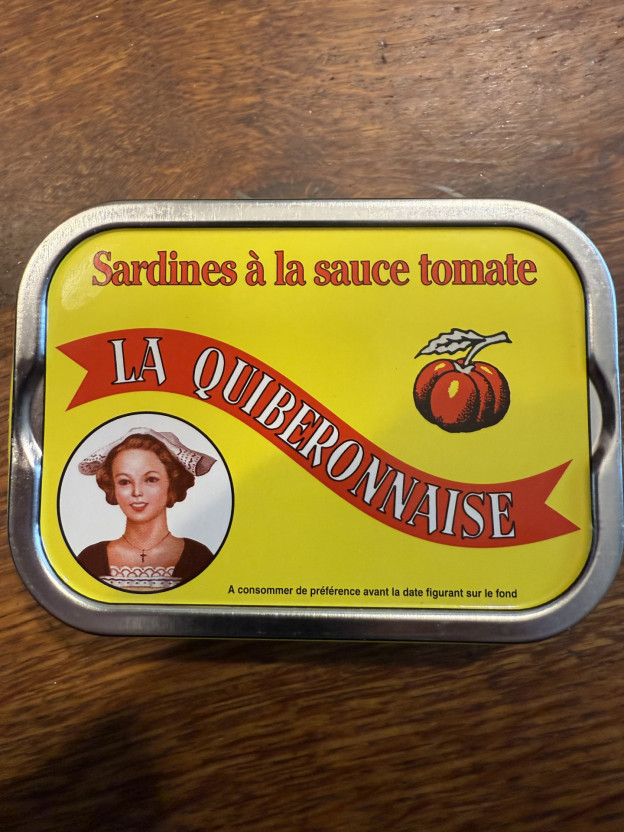 Sardines à la sauce tomate
LA QUIBERONNAISE
A consommer de préférence avant la date figurant sur le fond